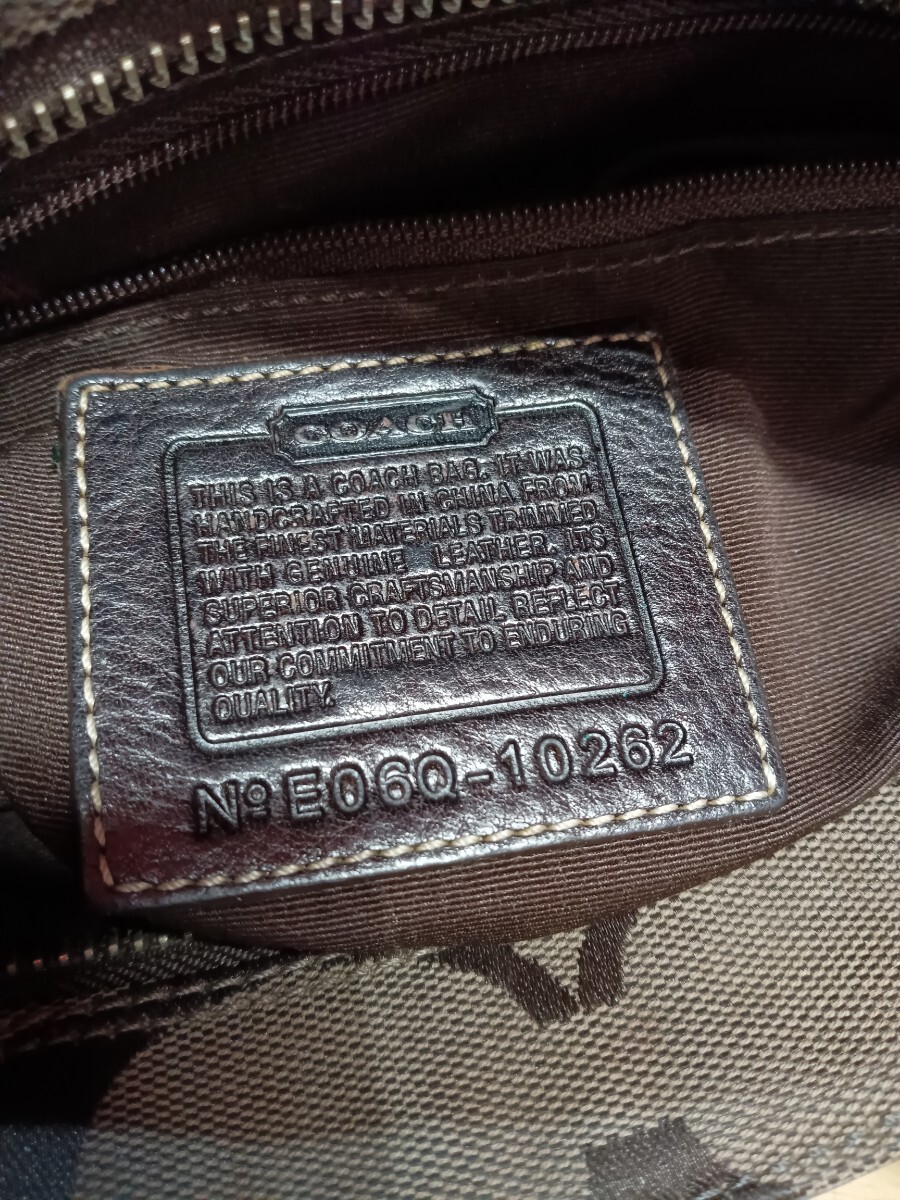 COACH
THIS IS A COACH BAG. IT WAS
HANDCRAFTED IN CHINA FROM
THE FINEST MATERIALS TRIMMED
WITH GENUINE LEATHER. ITS
SUPERIOR CRAFTSMANSHIP AND
ATTENTION TO DETAIL REFLECT
OUR COMMITMENT TO ENDURING
QUALITY.
Nº E06Q-10262